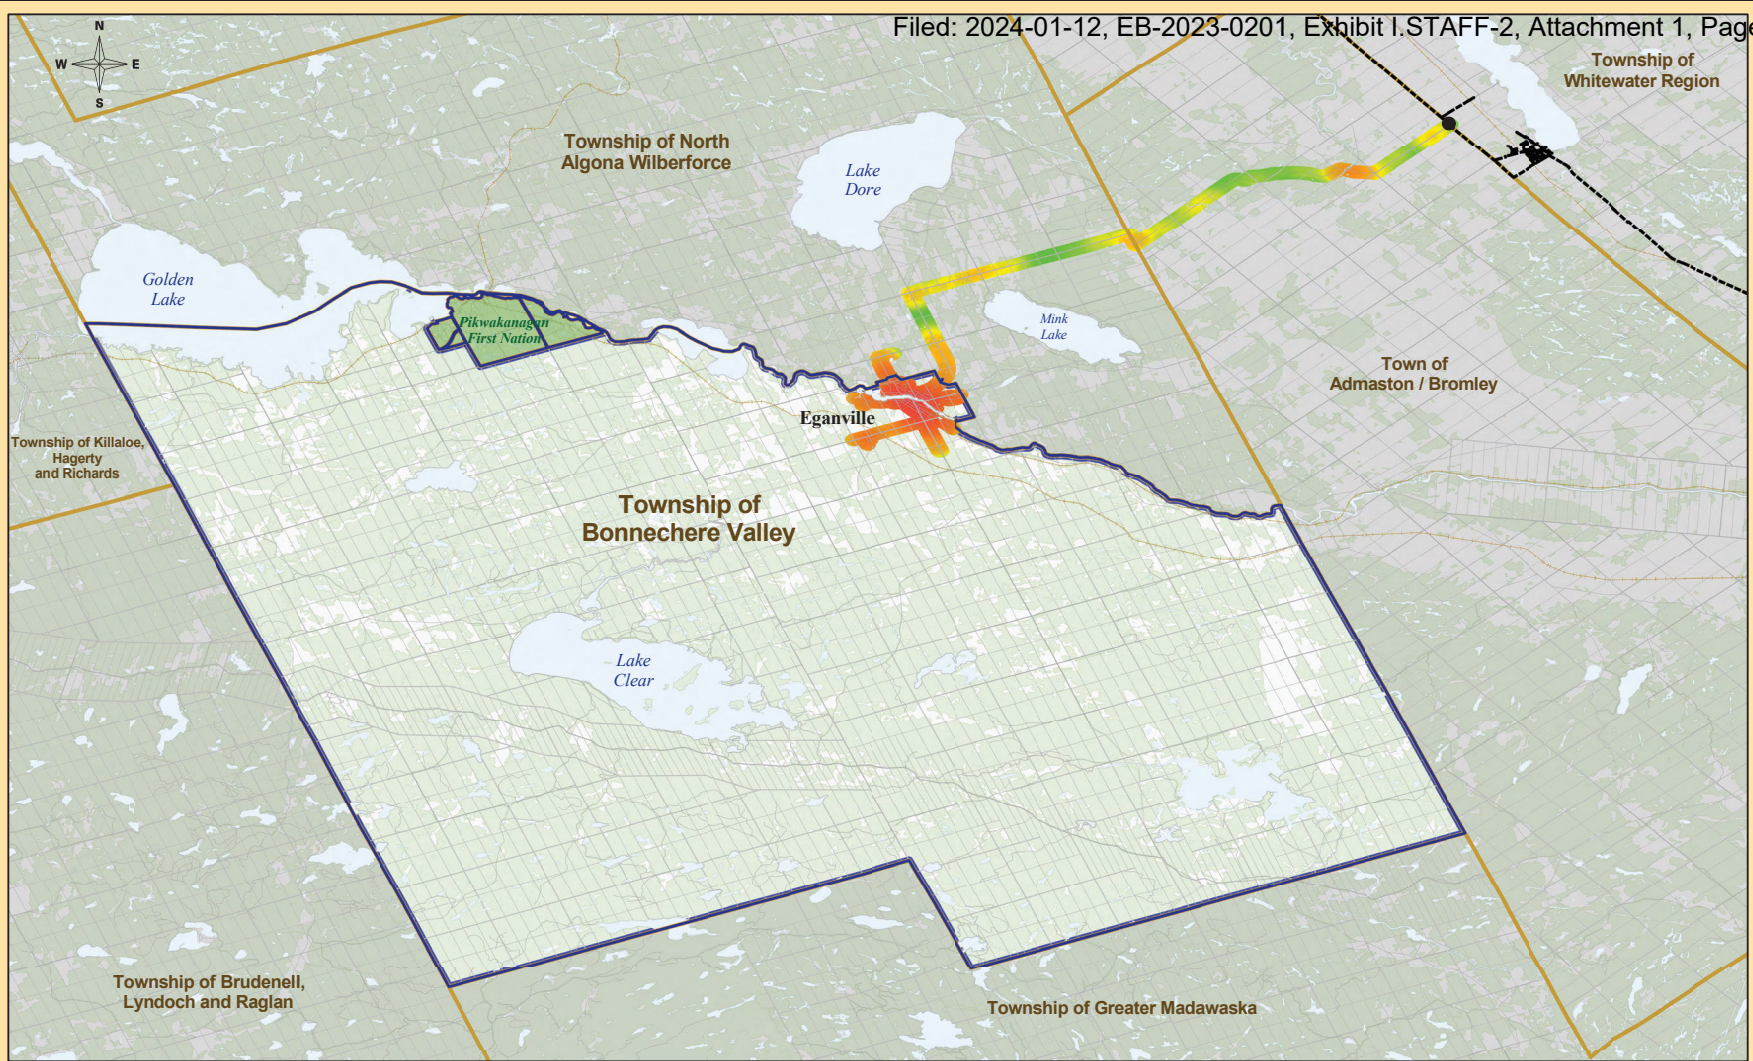 Filed: 2024-01-12, EB-2023-0201, Exhibit I.STAFF-2, Attachment 1, Page
N
W
E
S
Township of
Whitewater Region
Township of North
Algona Wilberforce
Lake
Dore
Golden
Lake
Pikwakanagan
First Nation
Mink
Lake
Town of
Admaston / Bromley
Eganville
Township of Killaloe,
Hagerty
and Richards
Township of
Bonnechere Valley
Lake
Clear
Township of Brudenell,
Lyndoch and Raglan
Township of Greater Madawaska